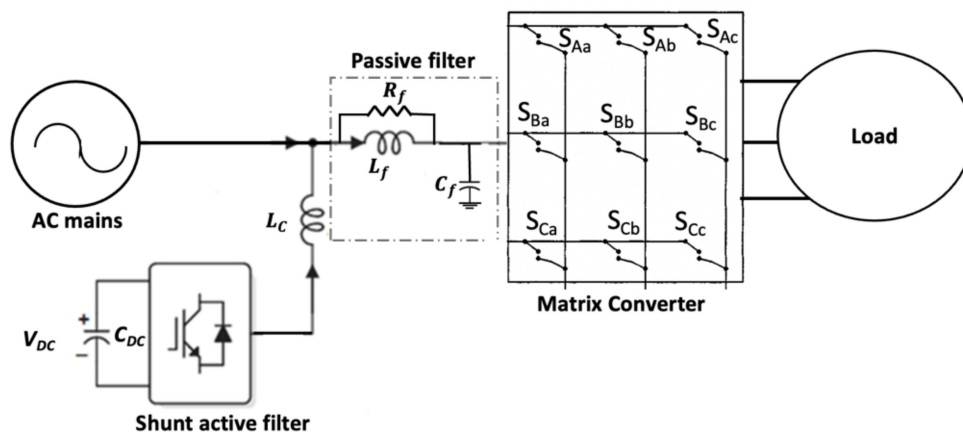 Passive filter
R_f
L_f
C_f
AC mains
L_C
S_Aa
S_Ab
S_Ac
S_Ba
S_Bb
S_Bc
S_Ca
S_Cb
S_Cc
Load
Matrix Converter
V_DC
+
−
C_DC
Shunt active filter